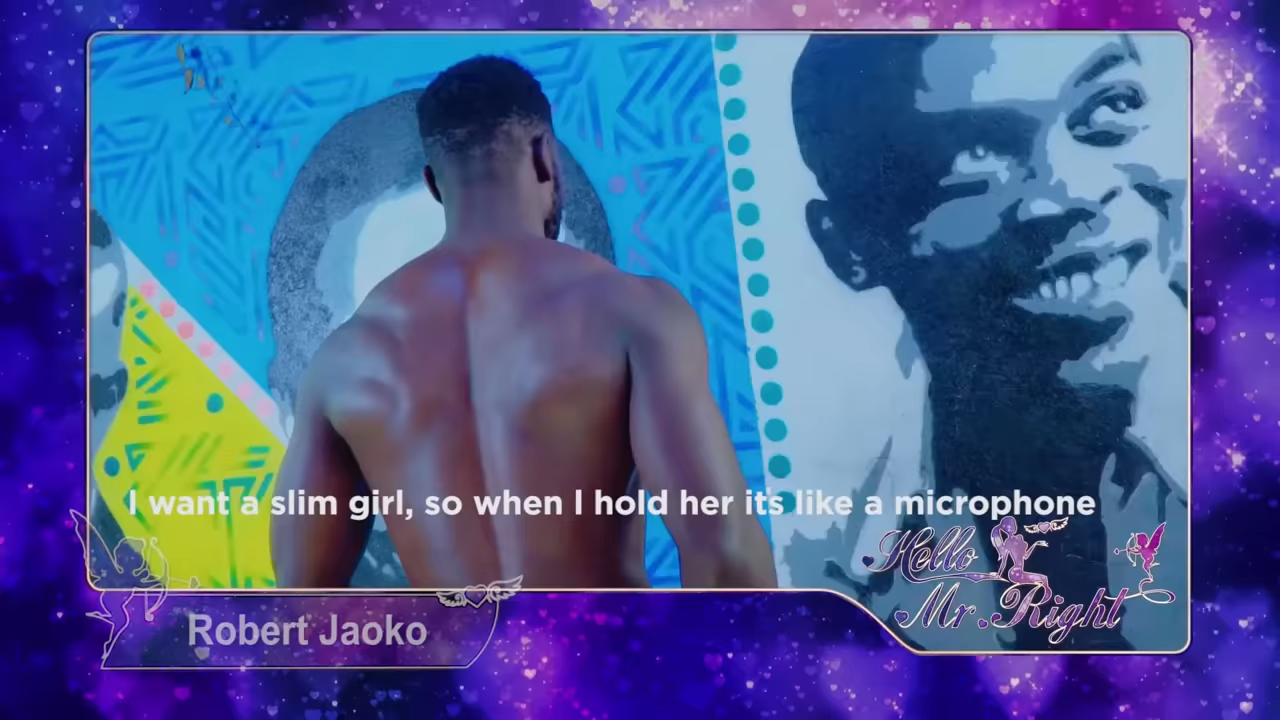 I want a slim girl, so when I hold her its like a microphone
Hello
Mr. Right
Robert Jaoko